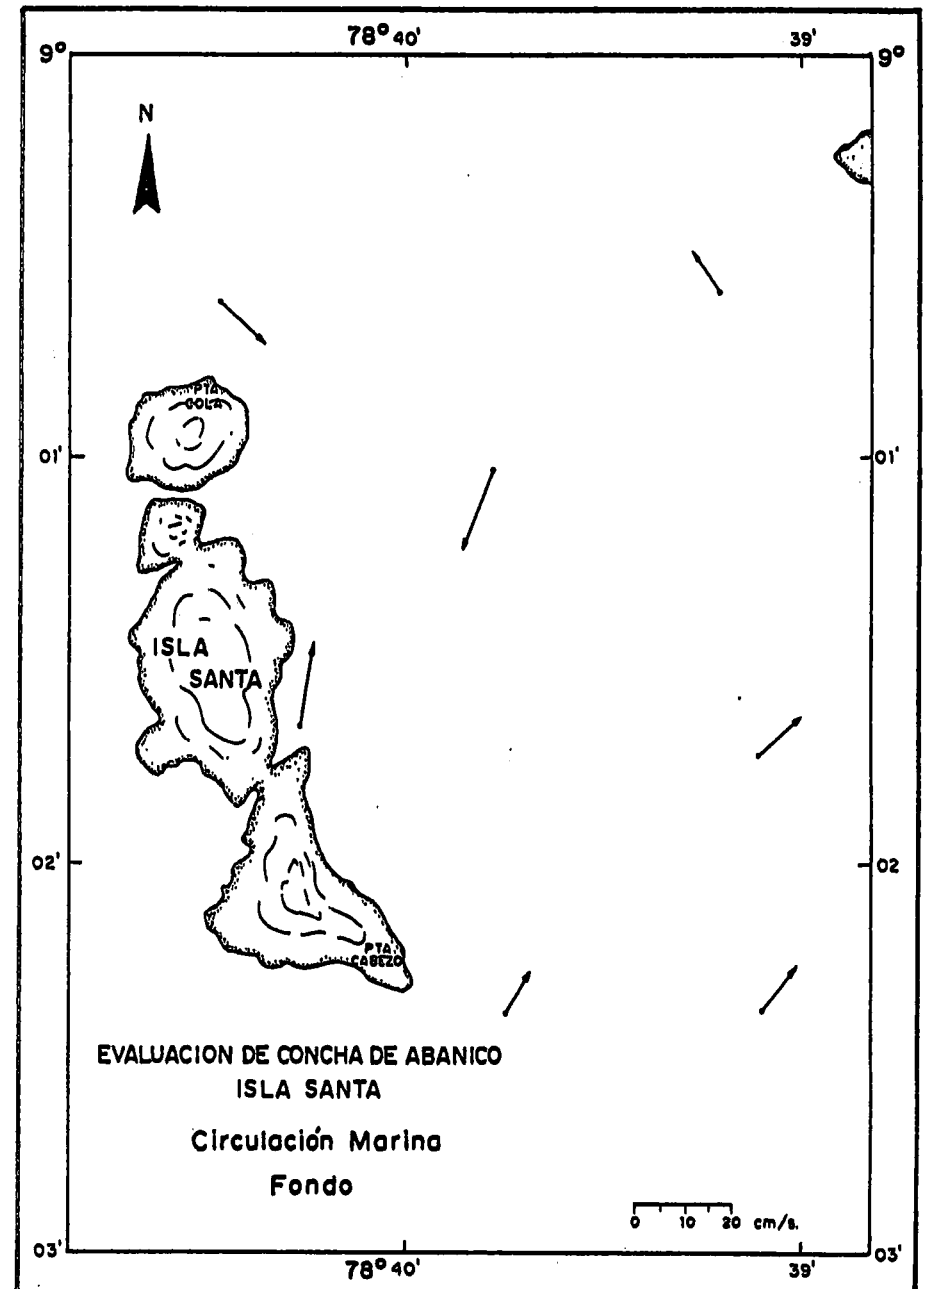 78° 40' 39'
9° 9°
N
PTA
GOLA
01' 01'
ISLA
SANTA
02' 02
PTA
CABEZO
EVALUACION DE CONCHA DE ABANICO
ISLA SANTA
Circulación Marina
Fondo
0 10 20 cm/s.
03' 03'
78° 40' 39'